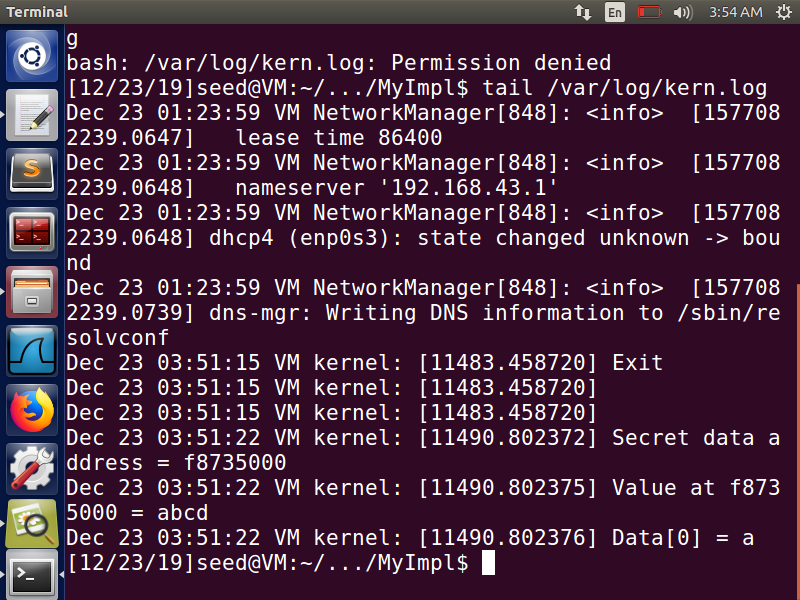 Terminal En 3:54 AM
g
bash: /var/log/kern.log: Permission denied
[12/23/19]seed@VM:~/.../MyImpl$ tail /var/log/kern.log
Dec 23 01:23:59 VM NetworkManager[848]: <info>  [157708
2239.0647]   lease time 86400
Dec 23 01:23:59 VM NetworkManager[848]: <info>  [157708
2239.0648]   nameserver '192.168.43.1'
Dec 23 01:23:59 VM NetworkManager[848]: <info>  [157708
2239.0648] dhcp4 (enp0s3): state changed unknown -> bou
nd
Dec 23 01:23:59 VM NetworkManager[848]: <info>  [157708
2239.0739] dns-mgr: Writing DNS information to /sbin/re
solvconf
Dec 23 03:51:15 VM kernel: [11483.458720] Exit
Dec 23 03:51:15 VM kernel: [11483.458720]
Dec 23 03:51:15 VM kernel: [11483.458720]
Dec 23 03:51:22 VM kernel: [11490.802372] Secret data a
ddress = f8735000
Dec 23 03:51:22 VM kernel: [11490.802375] Value at f873
5000 = abcd
Dec 23 03:51:22 VM kernel: [11490.802376] Data[0] = a
[12/23/19]seed@VM:~/.../MyImpl$